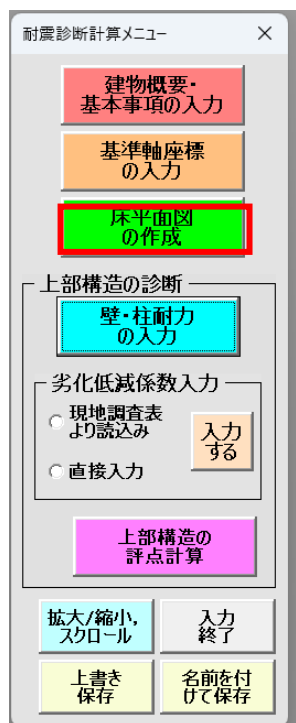 耐震診断計算メニュー
建物概要・
基本事項の入力
基準軸座標
の入力
床平面図
の作成
上部構造の診断
壁・柱耐力
の入力
劣化低減係数入力
現地調査表
より読込み
入力
する
直接入力
上部構造の
評点計算
拡大/縮小,
スクロール
入力
終了
上書き
保存
名前を付
けて保存